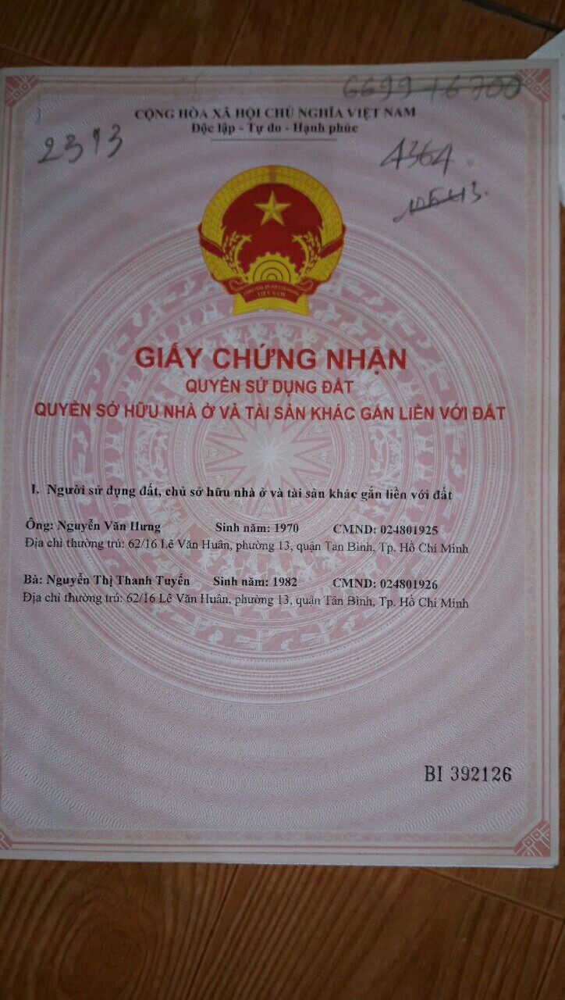 6699+6700
CỘNG HÒA XÃ HỘI CHỦ NGHĨA VIỆT NAM
Độc lập - Tự do - Hạnh phúc
2313
4364
VIỆT NAM
GIẤY CHỨNG NHẬN
QUYỀN SỬ DỤNG ĐẤT
QUYỀN SỞ HỮU NHÀ Ở VÀ TÀI SẢN KHÁC GẮN LIỀN VỚI ĐẤT
I. Người sử dụng đất, chủ sở hữu nhà ở và tài sản khác gắn liền với đất
Ông: Nguyễn Văn Hưng Sinh năm: 1970 CMND: 024801925
Địa chỉ thường trú: 62/16 Lê Văn Huân, phường 13, quận Tân Bình, Tp. Hồ Chí Minh
Bà: Nguyễn Thị Thanh Tuyến Sinh năm: 1982 CMND: 024801926
Địa chỉ thường trú: 62/16 Lê Văn Huân, phường 13, quận Tân Bình, Tp. Hồ Chí Minh
BI 392126